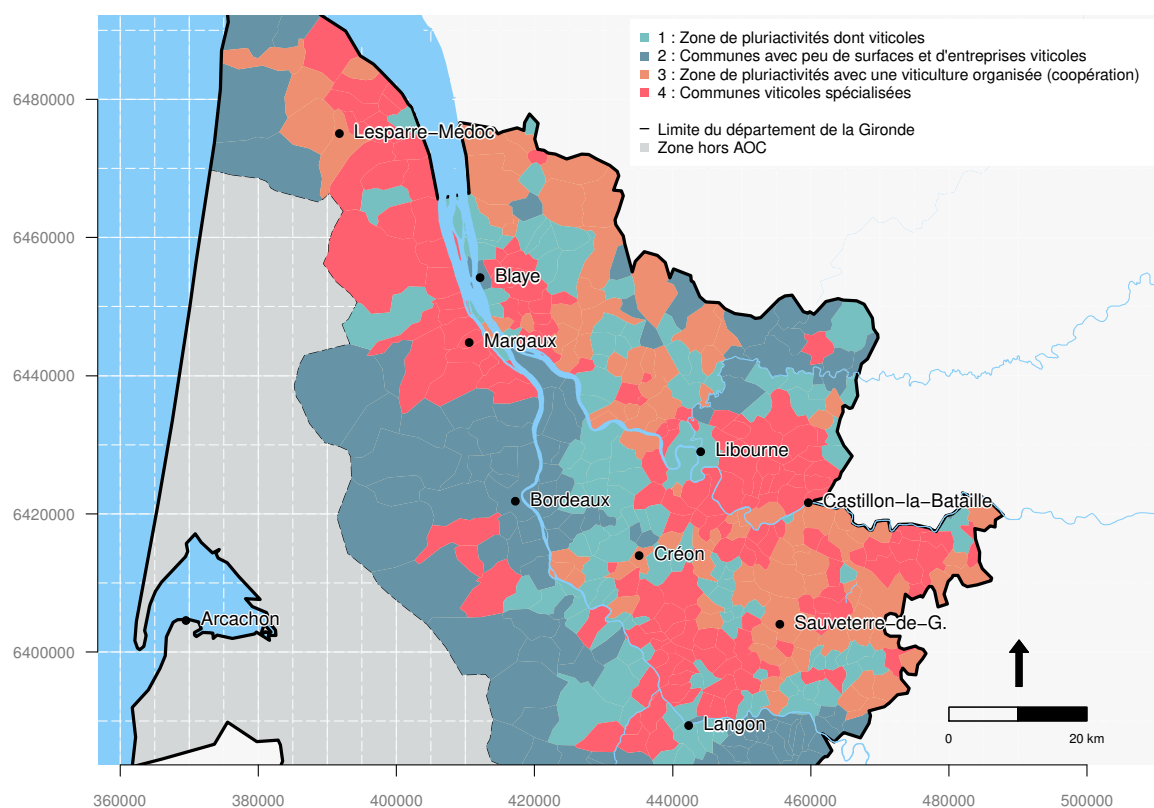 1 : Zone de pluriactivités dont viticoles
2 : Communes avec peu de surfaces et d'entreprises viticoles
3 : Zone de pluriactivités avec une viticulture organisée (coopération)
4 : Communes viticoles spécialisées
Limite du département de la Gironde
Zone hors AOC
6480000
Lesparre−Médoc
6460000
Blaye
Margaux
6440000
Libourne
Bordeaux
Castillon−la−Bataille
6420000
Créon
Arcachon
Sauveterre−de−G.
6400000
Langon
0
20 km
360000
380000
400000
420000
440000
460000
480000
500000